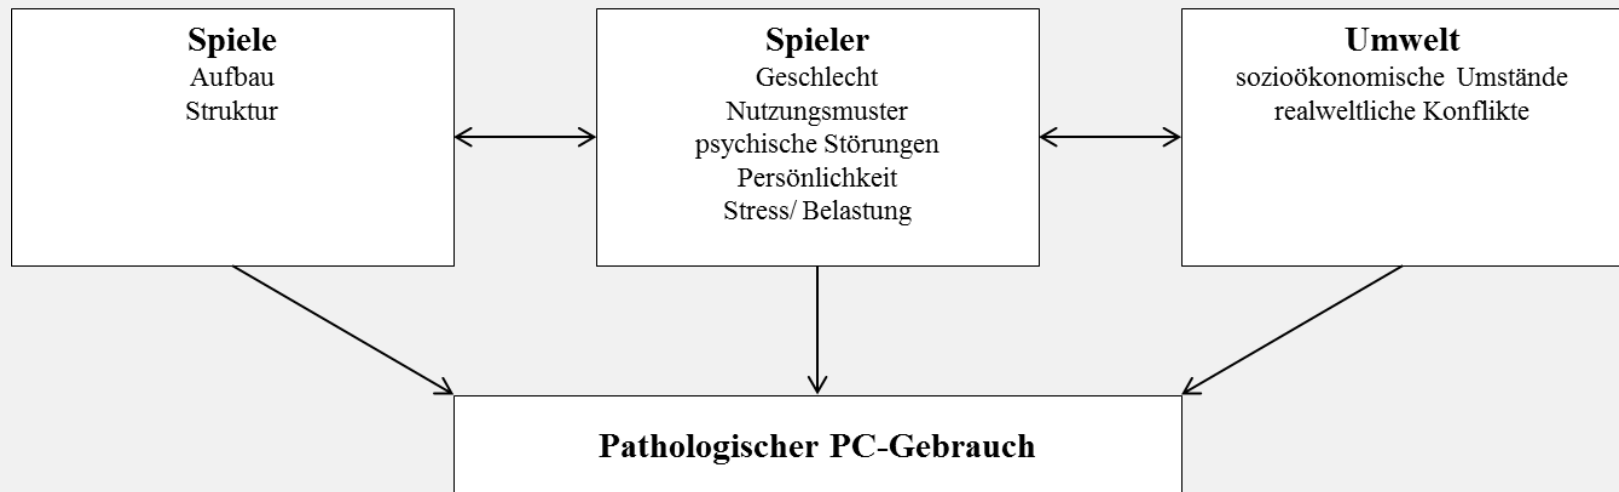 Spiele
Aufbau
Struktur
Spieler
Geschlecht
Nutzungsmuster
psychische Störungen
Persönlichkeit
Stress/ Belastung
Umwelt
sozioökonomische Umstände
realweltliche Konflikte
Pathologischer PC-Gebrauch